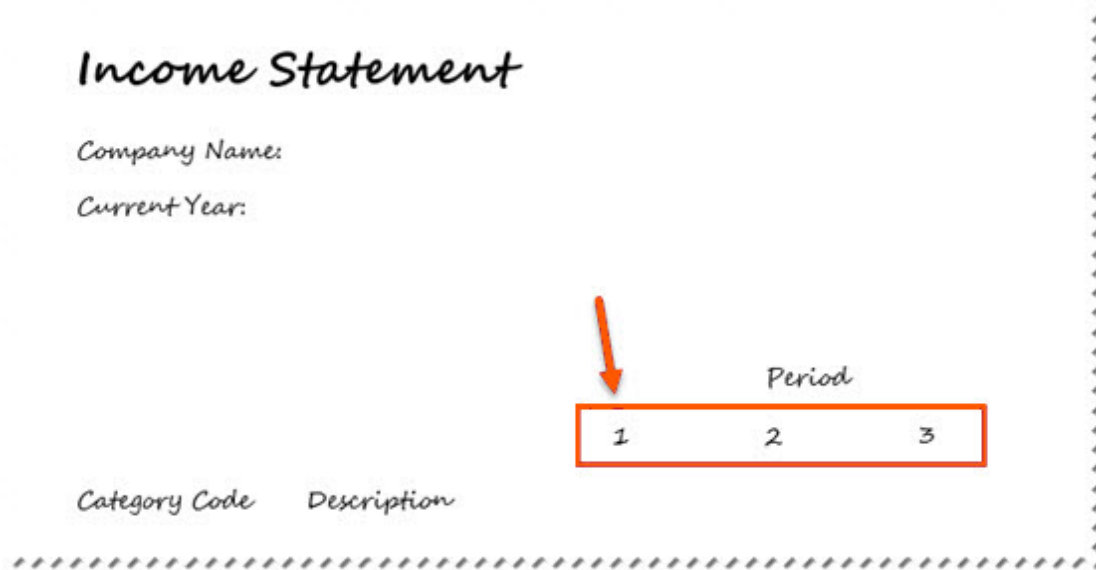 Income Statement
Company Name:
Current Year:
Period
1 2 3
Category Code Description